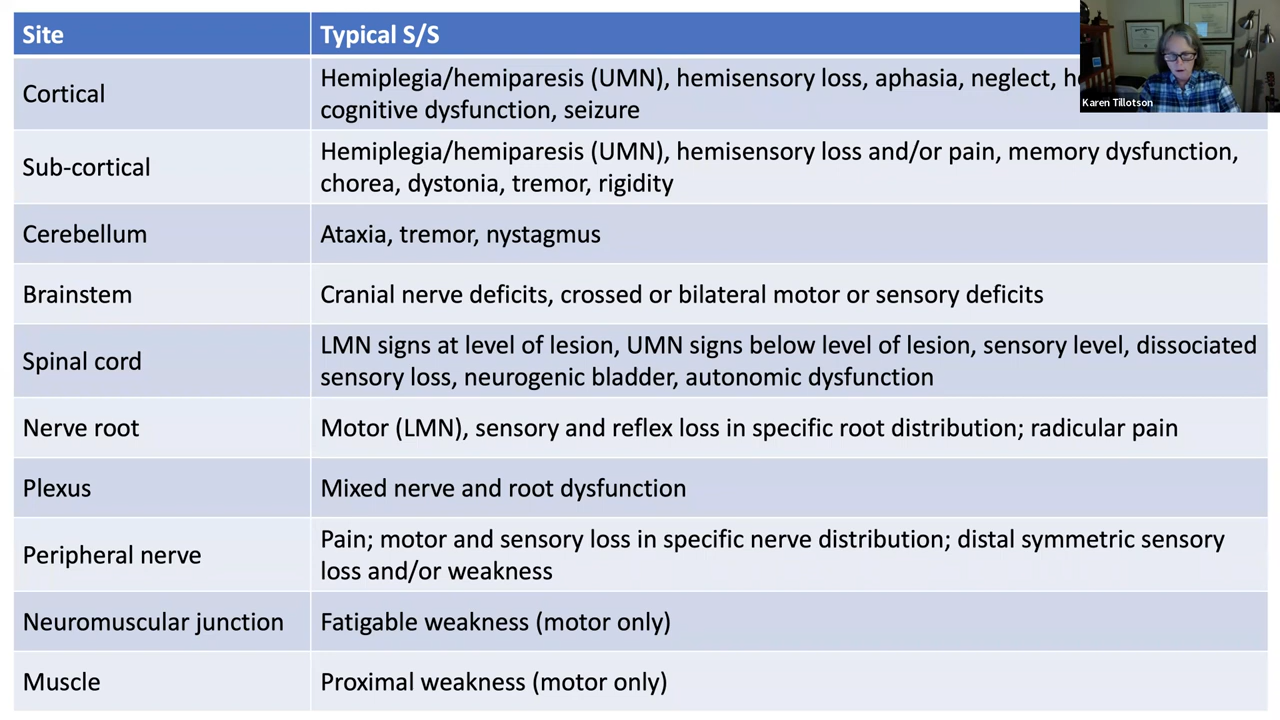 Site
Typical S/S
Cortical
Hemiplegia/hemiparesis (UMN), hemisensory loss, aphasia, neglect,
cognitive dysfunction, seizure
Sub-cortical
Hemiplegia/hemiparesis (UMN), hemisensory loss and/or pain, memory dysfunction,
chorea, dystonia, tremor, rigidity
Cerebellum
Ataxia, tremor, nystagmus
Brainstem
Cranial nerve deficits, crossed or bilateral motor or sensory deficits
Spinal cord
LMN signs at level of lesion, UMN signs below level of lesion, sensory level, dissociated
sensory loss, neurogenic bladder, autonomic dysfunction
Nerve root
Motor (LMN), sensory and reflex loss in specific root distribution; radicular pain
Plexus
Mixed nerve and root dysfunction
Peripheral nerve
Pain; motor and sensory loss in specific nerve distribution; distal symmetric sensory
loss and/or weakness
Neuromuscular junction
Fatigable weakness (motor only)
Muscle
Proximal weakness (motor only)
Karen Tillotson